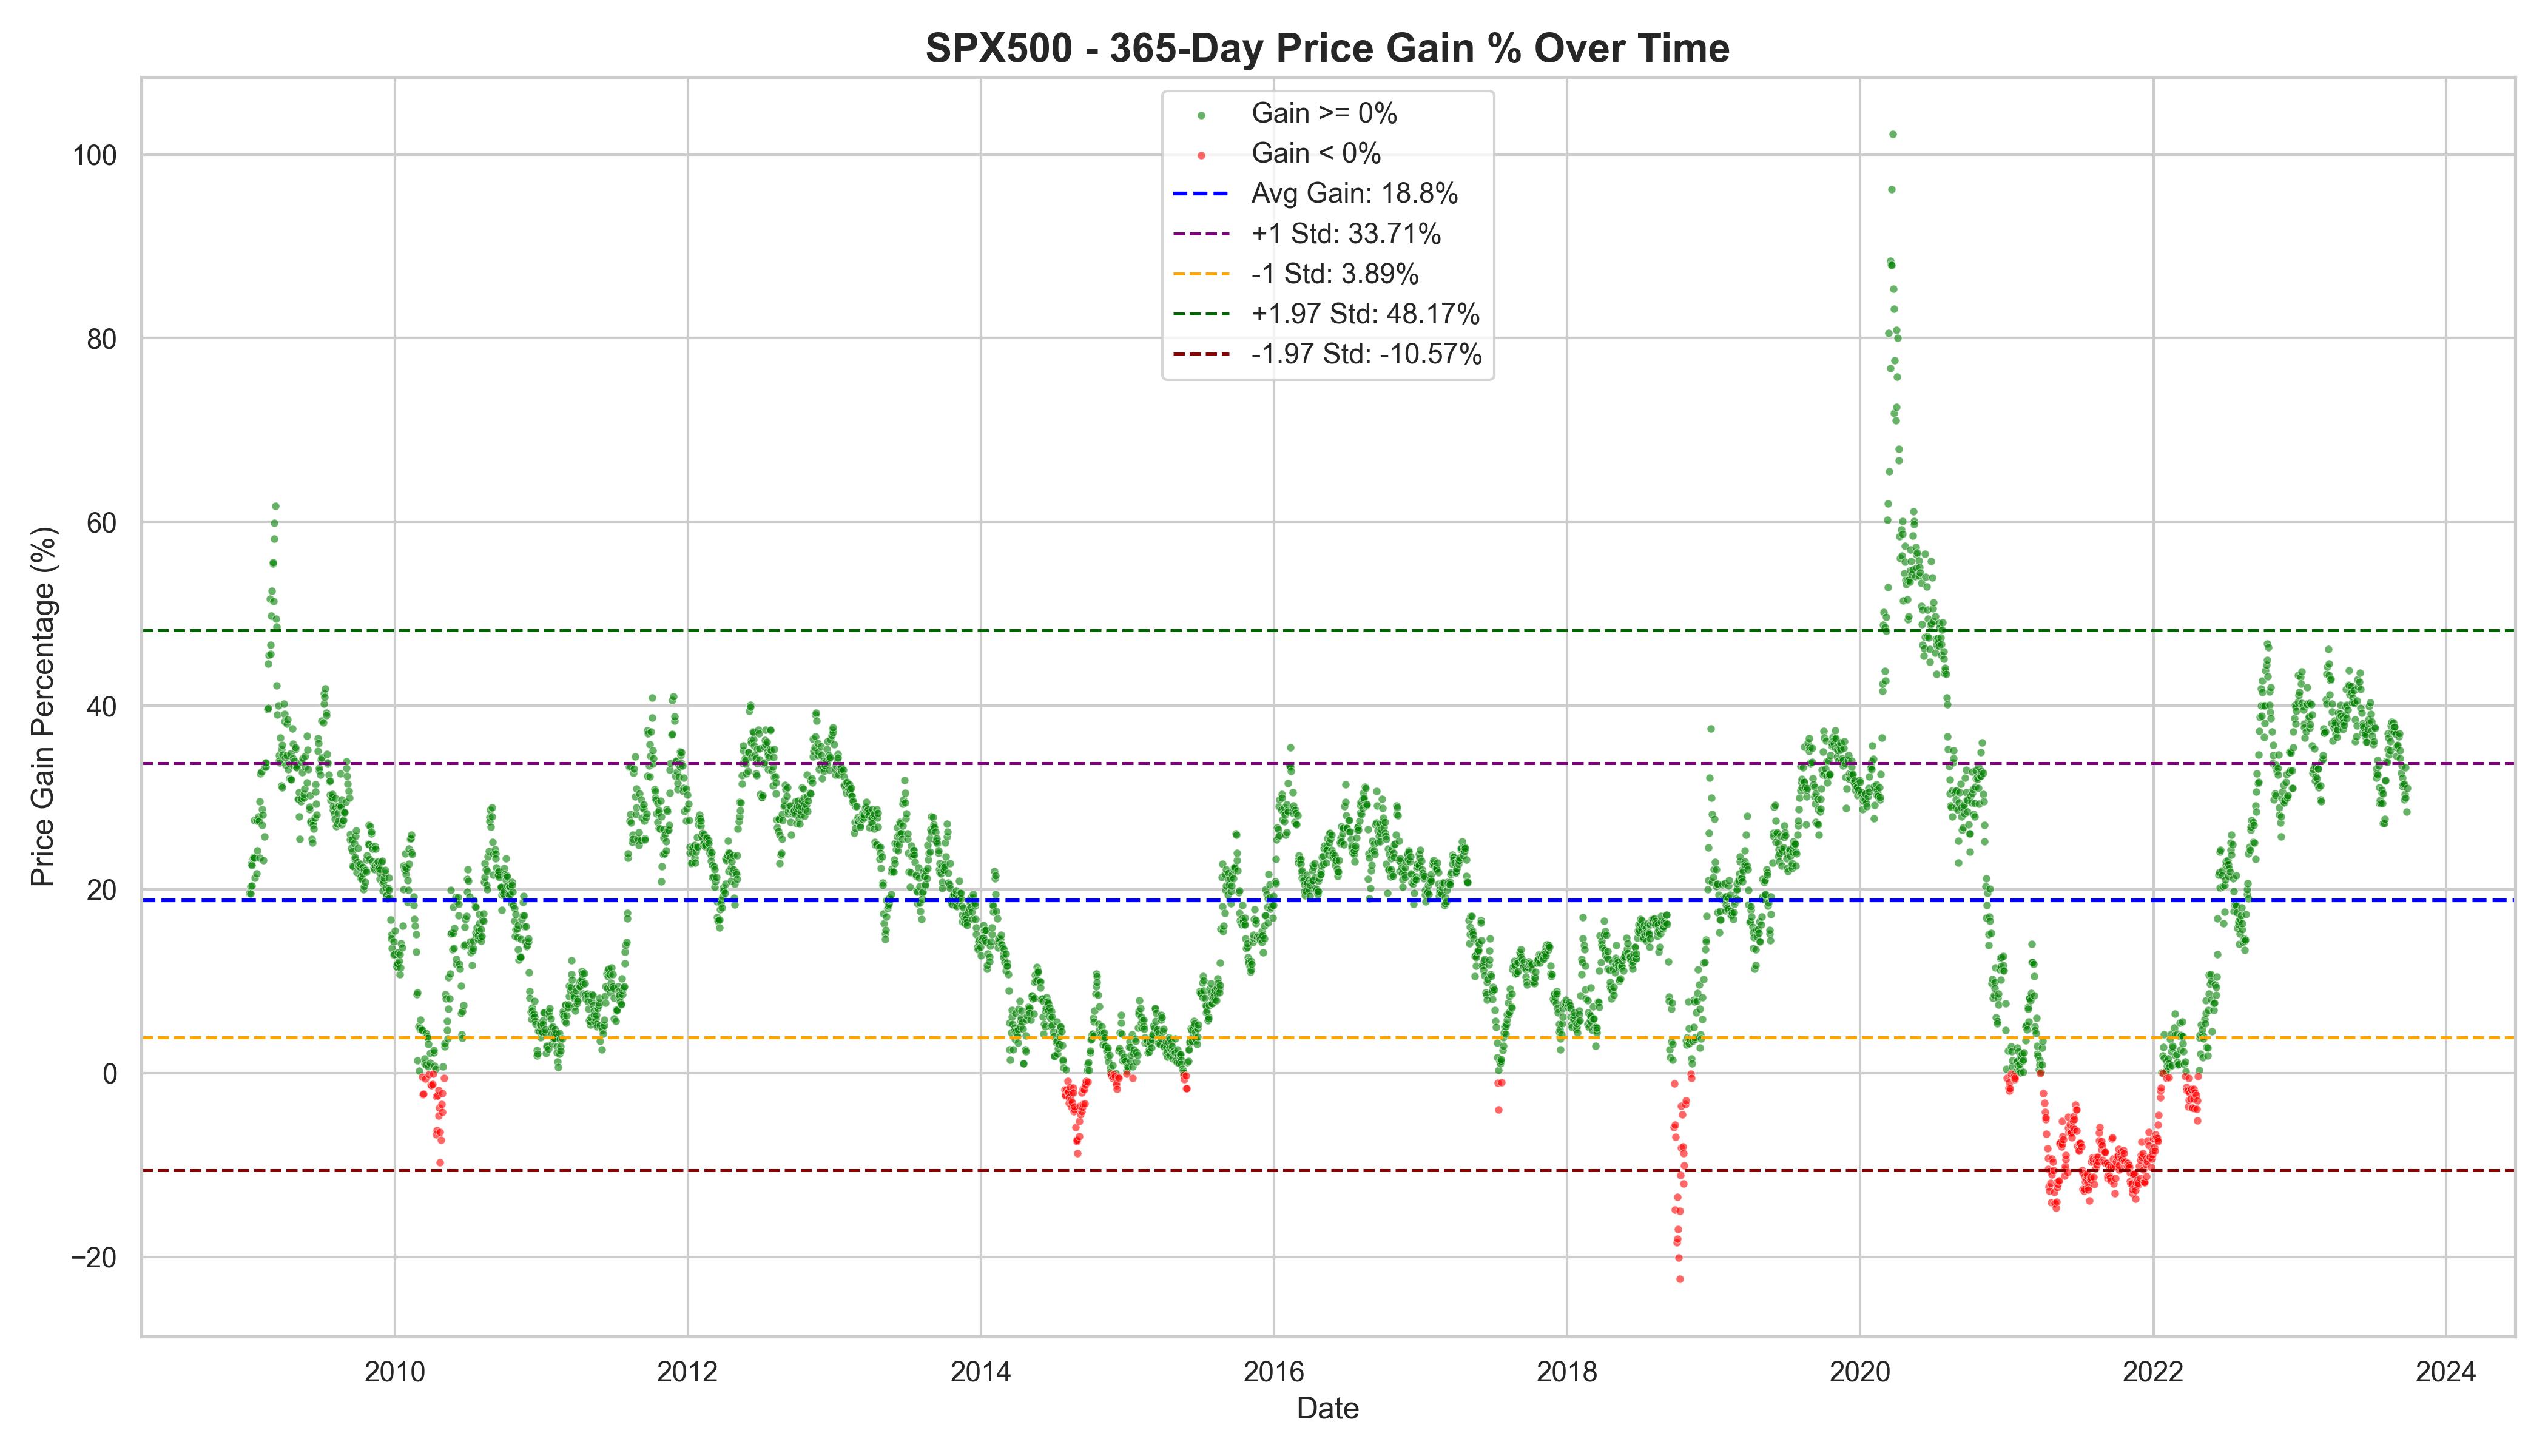 SPX500 - 365-Day Price Gain % Over Time
Gain >= 0%
Gain < 0%
Avg Gain: 18.8%
+1 Std: 33.71%
-1 Std: 3.89%
+1.97 Std: 48.17%
-1.97 Std: -10.57%
Price Gain Percentage (%)
100
80
60
40
20
0
−20
2010 2012 2014 2016 2018 2020 2022 2024
Date